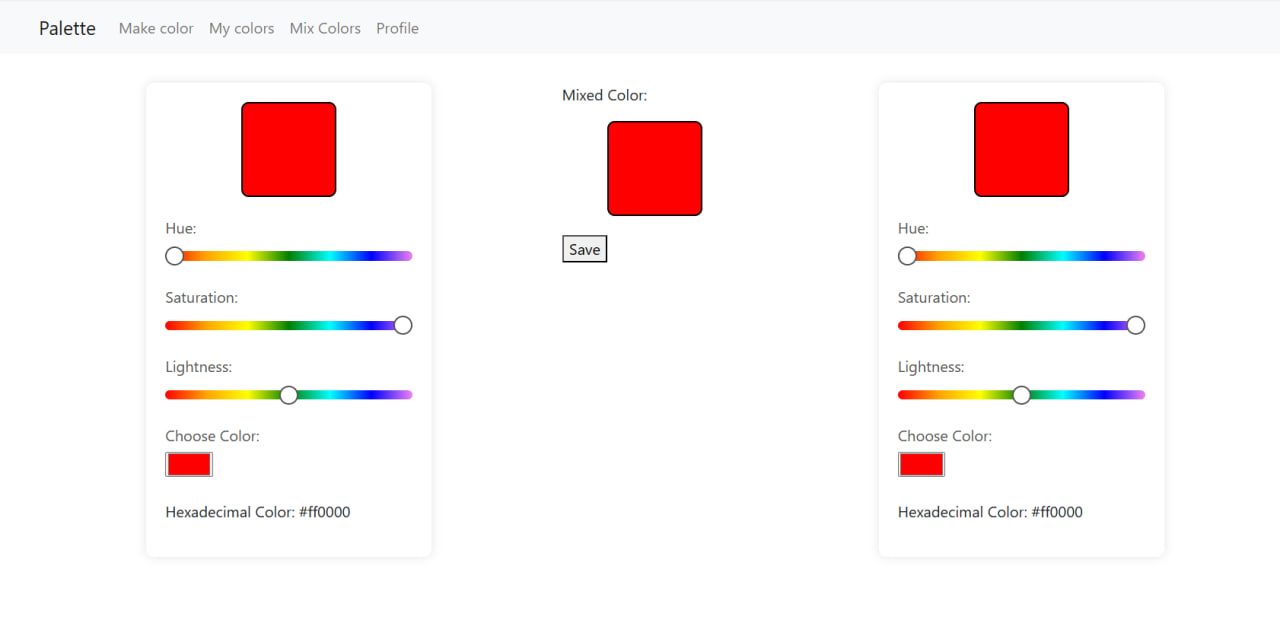 Palette Make color My colors Mix Colors Profile
Hue:
Saturation:
Lightness:
Choose Color:
Hexadecimal Color: #ff0000
Mixed Color:
Save
Hue:
Saturation:
Lightness:
Choose Color:
Hexadecimal Color: #ff0000